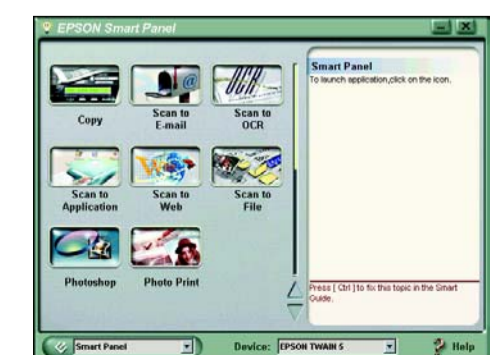 EPSON Smart Panel
Copy
Scan to
E-mail
OCR
Scan to
OCR
Scan to
Application
Web
Scan to
Web
Scan to
File
Photoshop
Photo Print
Smart Panel
To launch application,click on the icon.
Press [ Ctrl ] to fix this topic in the Smart
Guide.
Smart Panel
Device: EPSON TWAIN 5
Help